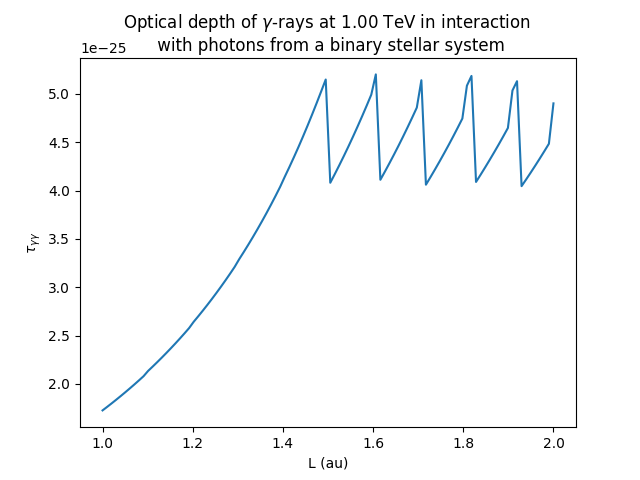 Optical depth of γ-rays at 1.00 TeV in interaction
with photons from a binary stellar system
1e−25
5.0
4.5
4.0
3.5
3.0
2.5
2.0
τγγ
1.0 1.2 1.4 1.6 1.8 2.0
L (au)